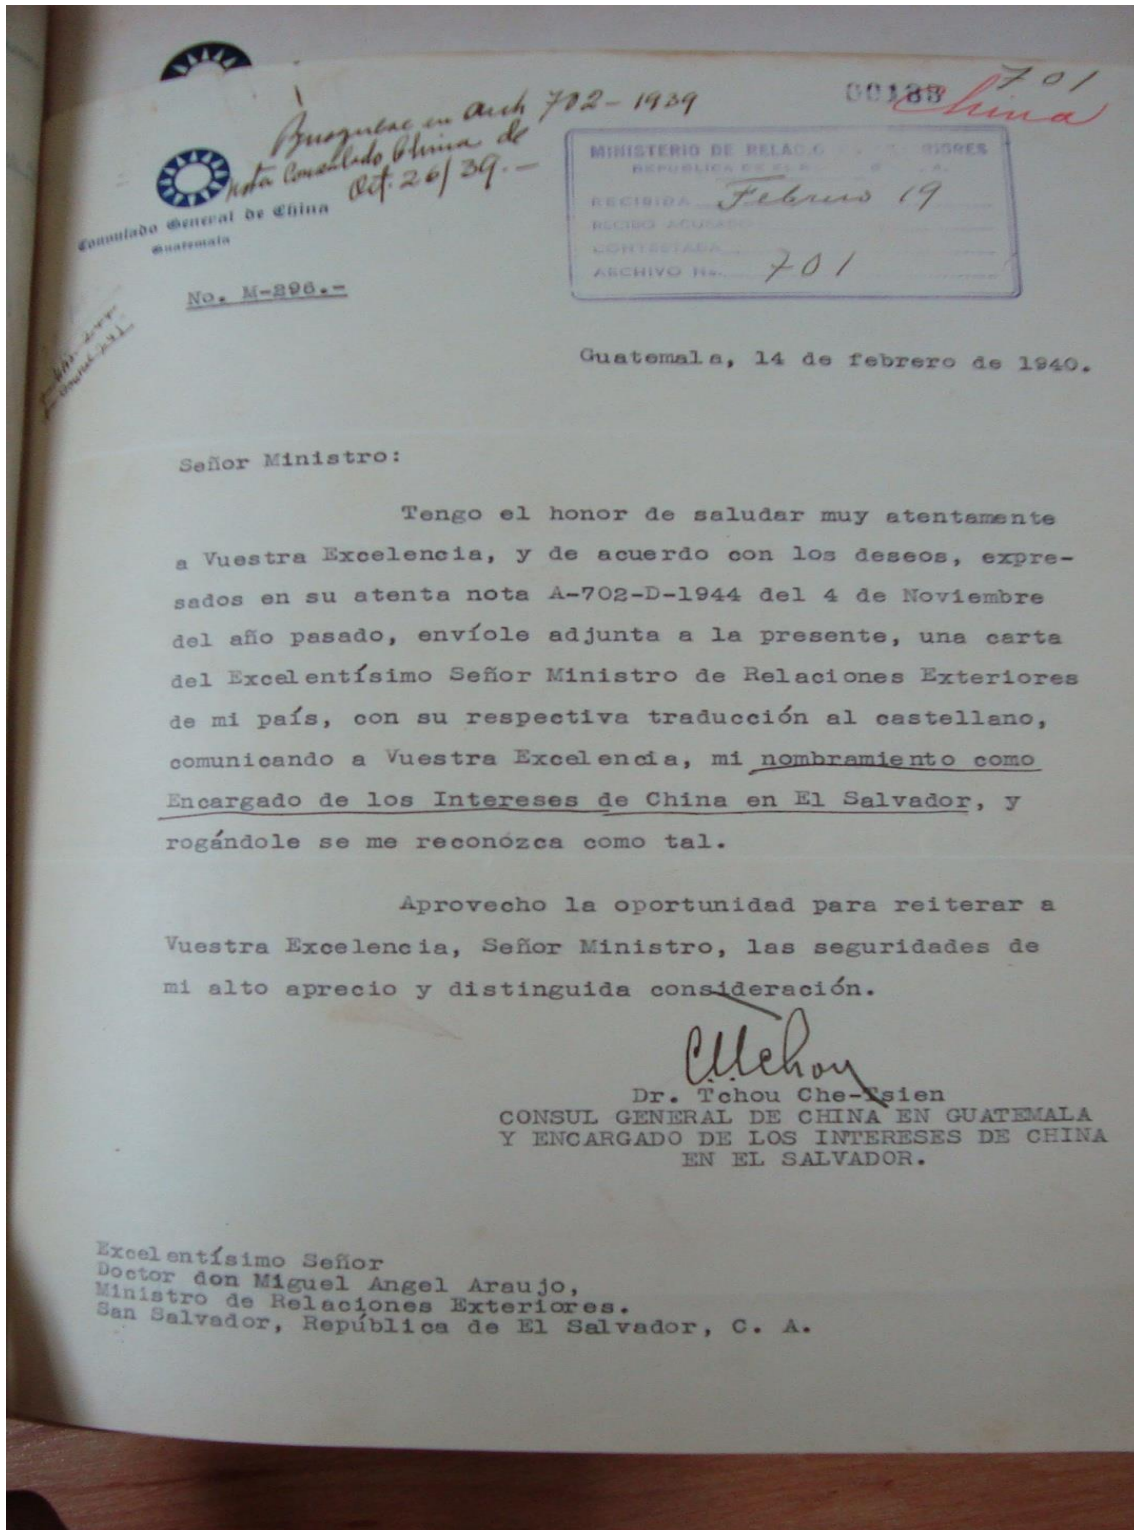 701
00183
China
Busquese en Arch 702-1939
Nota Consulado China de
Oct. 26/39.-
Consulado General de China
Guatemala
MINISTERIO DE RELAC
REPUBLICA DE
RECIBIDA Febrero 19
RECIBO ACUSADO
CONTESTADA
ARCHIVO No. 701
No. M-296.-
Guatemala, 14 de febrero de 1940.
Señor Ministro:
Tengo el honor de saludar muy atentamente
a Vuestra Excelencia, y de acuerdo con los deseos, expre-
sados en su atenta nota A-702-D-1944 del 4 de Noviembre
del año pasado, envíole adjunta a la presente, una carta
del Excelentísimo Señor Ministro de Relaciones Exteriores
de mi país, con su respectiva traducción al castellano,
comunicando a Vuestra Excelencia, mi nombramiento como
Encargado de los Intereses de China en El Salvador, y
rogándole se me reconózca como tal.
Aprovecho la oportunidad para reiterar a
Vuestra Excelencia, Señor Ministro, las seguridades de
mi alto aprecio y distinguida consideración.
Dr. Tchou Che-Tsien
CONSUL GENERAL DE CHINA EN GUATEMALA
Y ENCARGADO DE LOS INTERESES DE CHINA
EN EL SALVADOR.
Excelentísimo Señor
Doctor don Miguel Angel Araujo,
Ministro de Relaciones Exteriores.
San Salvador, República de El Salvador, C. A.